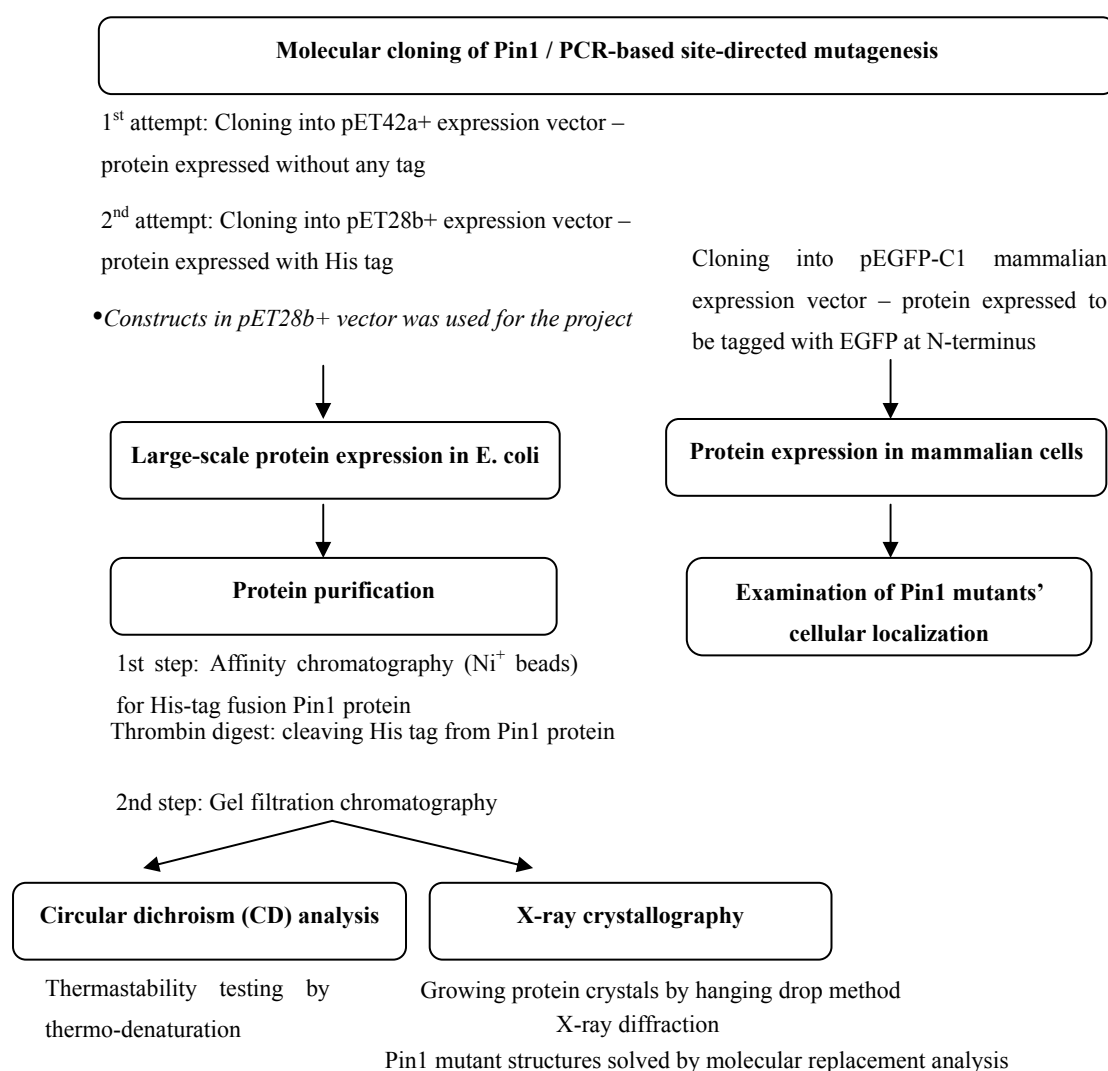 Molecular cloning of Pin1 / PCR-based site-directed mutagenesis
1st attempt: Cloning into pET42a+ expression vector –
protein expressed without any tag
2nd attempt: Cloning into pET28b+ expression vector –
protein expressed with His tag
•Constructs in pET28b+ vector was used for the project
Cloning into pEGFP-C1 mammalian
expression vector – protein expressed to
be tagged with EGFP at N-terminus
Large-scale protein expression in E. coli
Protein expression in mammalian cells
Protein purification
Examination of Pin1 mutants’
cellular localization
1st step: Affinity chromatography (Ni+ beads)
for His-tag fusion Pin1 protein
Thrombin digest: cleaving His tag from Pin1 protein
2nd step: Gel filtration chromatography
Circular dichroism (CD) analysis
X-ray crystallography
Thermastability testing by
thermo-denaturation
Growing protein crystals by hanging drop method
X-ray diffraction
Pin1 mutant structures solved by molecular replacement analysis